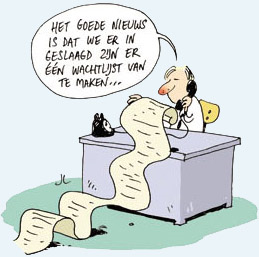 HET GOEDE NIEUWS
IS DAT WE ER IN
GESLAAGD ZIJN ER
ÉÉN WACHTLIJST VAN
TE MAKEN...